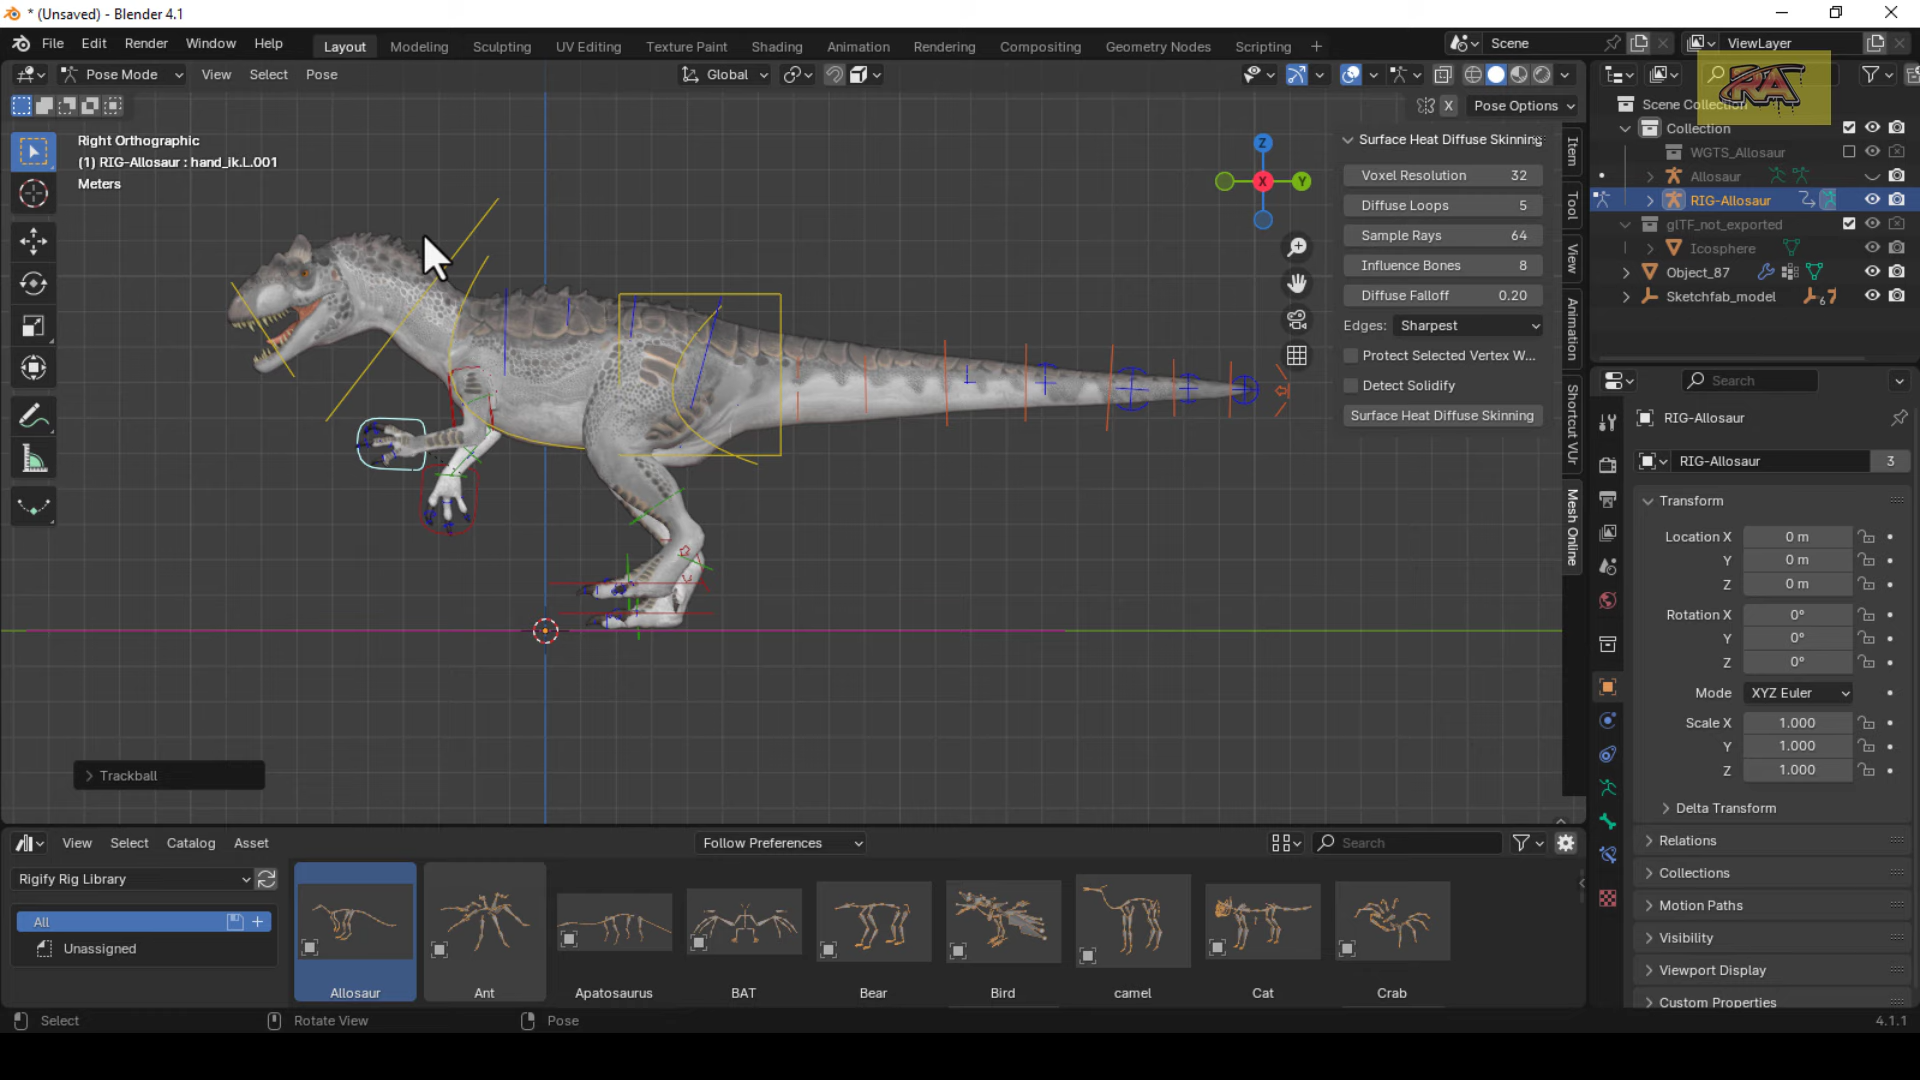 * (Unsaved) - Blender 4.1
File Edit Render Window Help Layout Modeling Sculpting UV Editing Texture Paint Shading Animation Rendering Compositing Geometry Nodes Scripting + Scene ViewLayer
Pose Mode View Select Pose Global
X Pose Options
Right Orthographic
(1) RIG-Allosaur : hand_ik.L.001
Meters
Z
X
Y
Surface Heat Diffuse Skinning
Voxel Resolution 32
Diffuse Loops 5
Sample Rays 64
Influence Bones 8
Diffuse Falloff 0.20
Edges: Sharpest
Protect Selected Vertex W...
Detect Solidify
Surface Heat Diffuse Skinning
Item
Tool
View
Animation
Shortcut VUr
Mesh Online
RA
Scene Collection
Collection
WGTS_Allosaur
Allosaur
RIG-Allosaur
glTF_not_exported
Icosphere
Object_87
Sketchfab_model 67
Search
RIG-Allosaur
RIG-Allosaur 3
Transform
Location X 0 m
Y 0 m
Z 0 m
Rotation X 0°
Y 0°
Z 0°
Mode XYZ Euler
Scale X 1.000
Y 1.000
Z 1.000
Delta Transform
Relations
Collections
Motion Paths
Visibility
Viewport Display
Custom Properties
Trackball
View Select Catalog Asset Follow Preferences Search
Rigify Rig Library
All
Unassigned
Allosaur Ant Apatosaurus BAT Bear Bird camel Cat Crab
Select Rotate View Pose 4.1.1